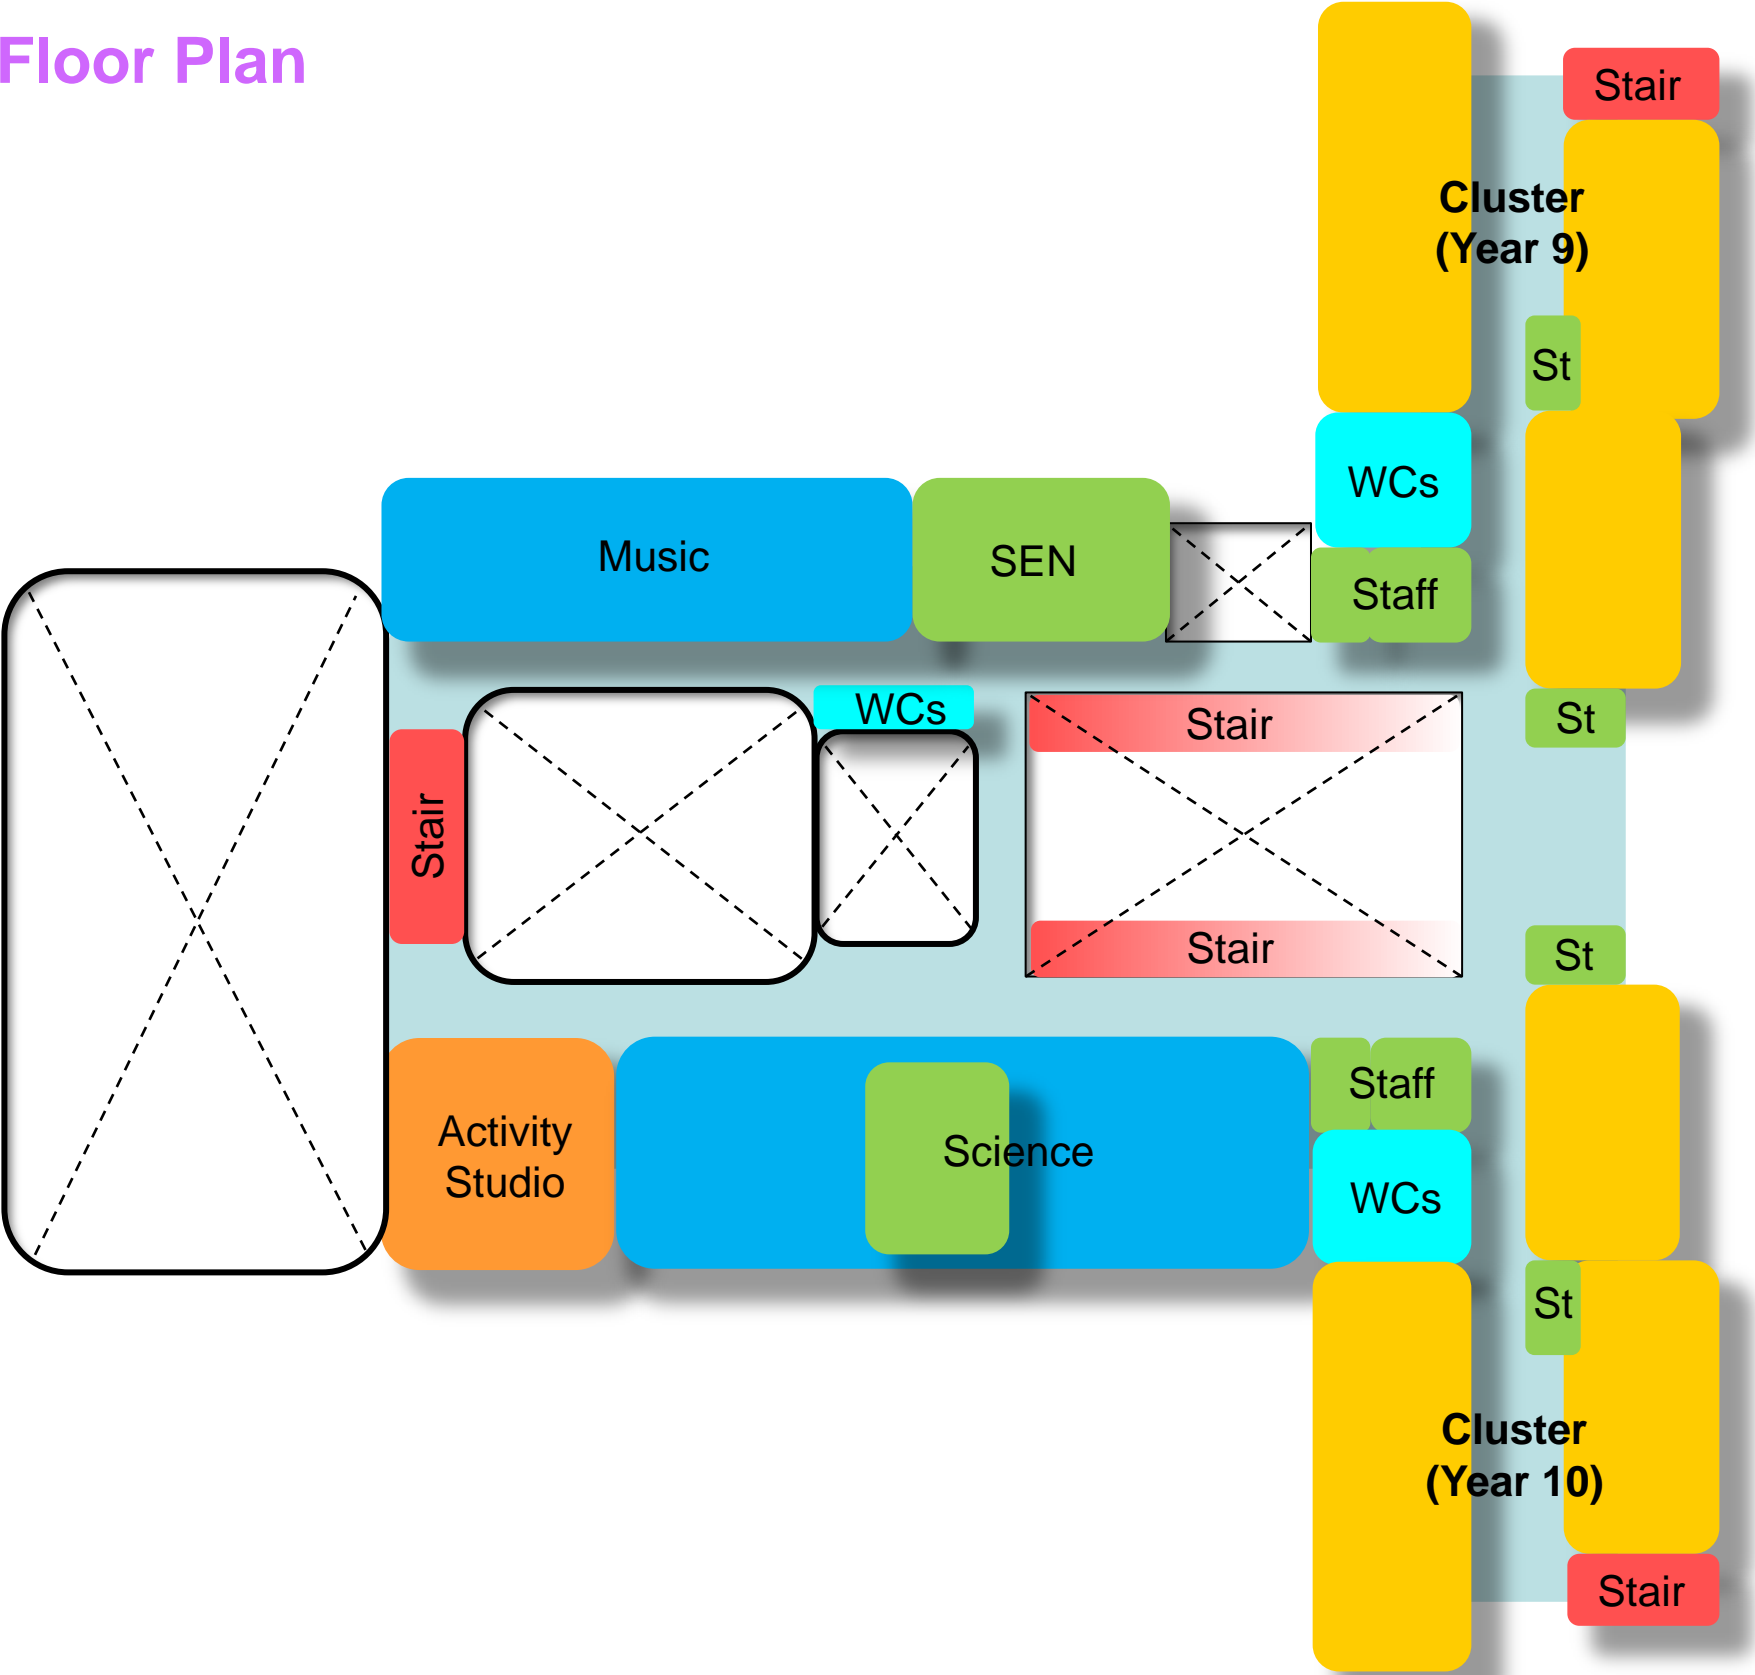 Floor Plan
Stair
Cluster
(Year 9)
St
WCs
Music
SEN
Staff
WCs
Stair
St
Stair
Stair
St
Activity
Studio
Science
Staff
WCs
St
Cluster
(Year 10)
Stair